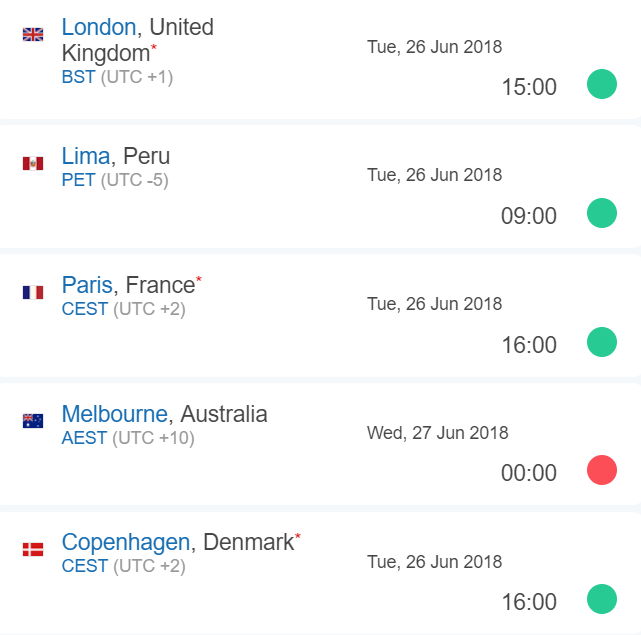 London, United
Kingdom*
BST (UTC +1)
Tue, 26 Jun 2018
15:00
Lima, Peru
PET (UTC -5)
Tue, 26 Jun 2018
09:00
Paris, France*
CEST (UTC +2)
Tue, 26 Jun 2018
16:00
Melbourne, Australia
AEST (UTC +10)
Wed, 27 Jun 2018
00:00
Copenhagen, Denmark*
CEST (UTC +2)
Tue, 26 Jun 2018
16:00